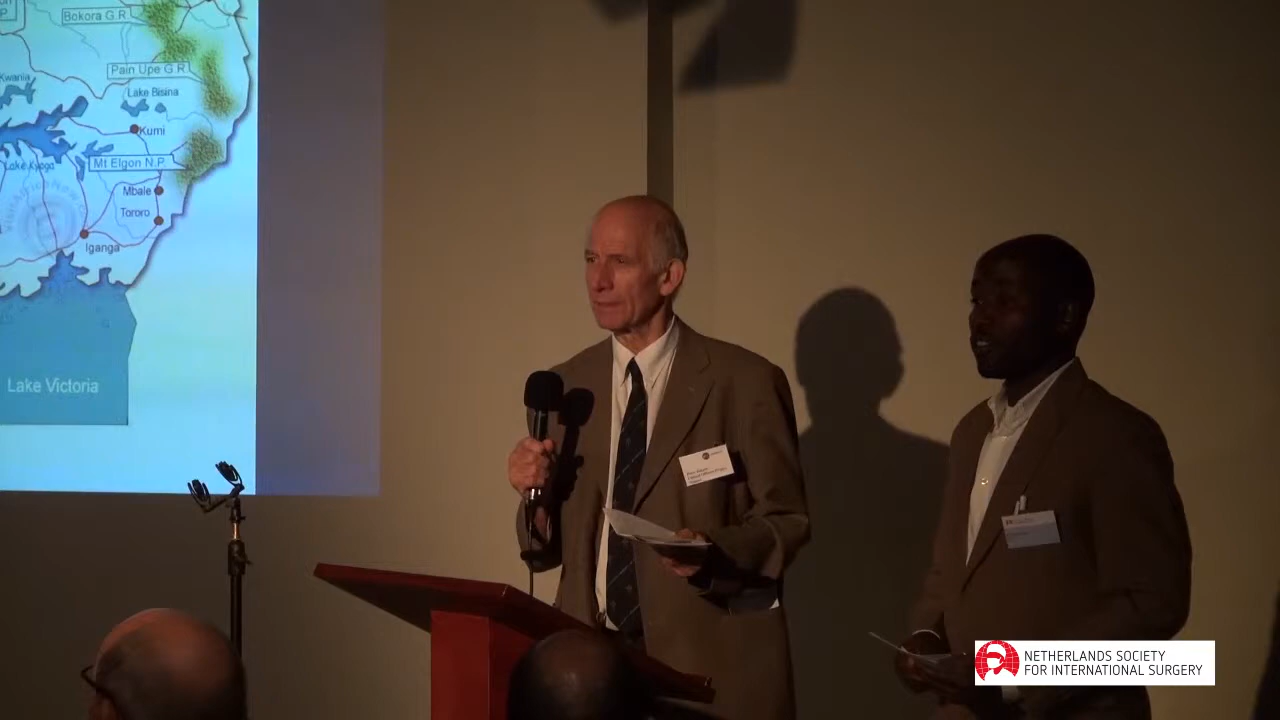 Bokora G.R.
Pain Upe G.R.
Kwania
Lake Bisina
Kumi
Lake Kyoga
Mt Elgon N.P.
Mbale
Tororo
Iganga
Lake Victoria
NETHERLANDS SOCIETY
FOR INTERNATIONAL SURGERY